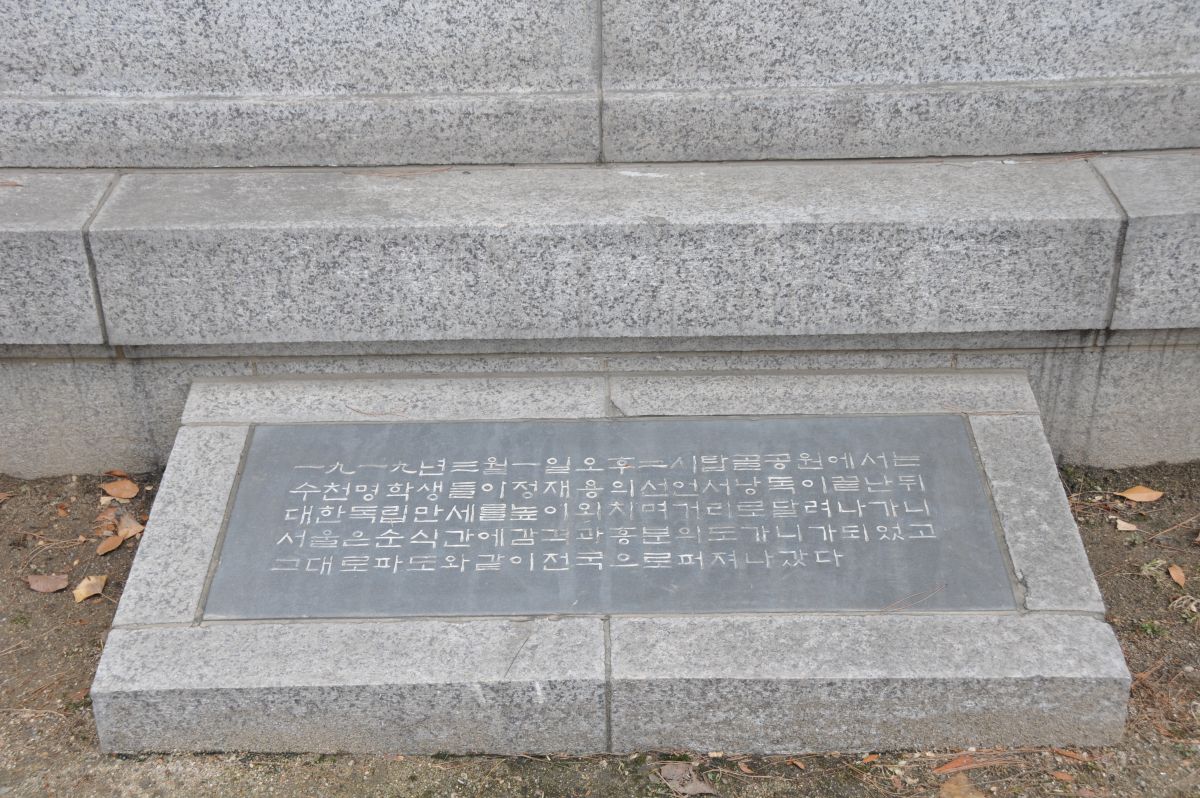 一九一九년三월一일오후二시탑골공원에서는
수천명학생들이정재용의선언서낭독이끝난뒤
대한독립만세를높이외치며거리로달려나가니
서울은순식간에감격과흥분의도가니가되었고
그대로파도와같이전국으로퍼져나갔다